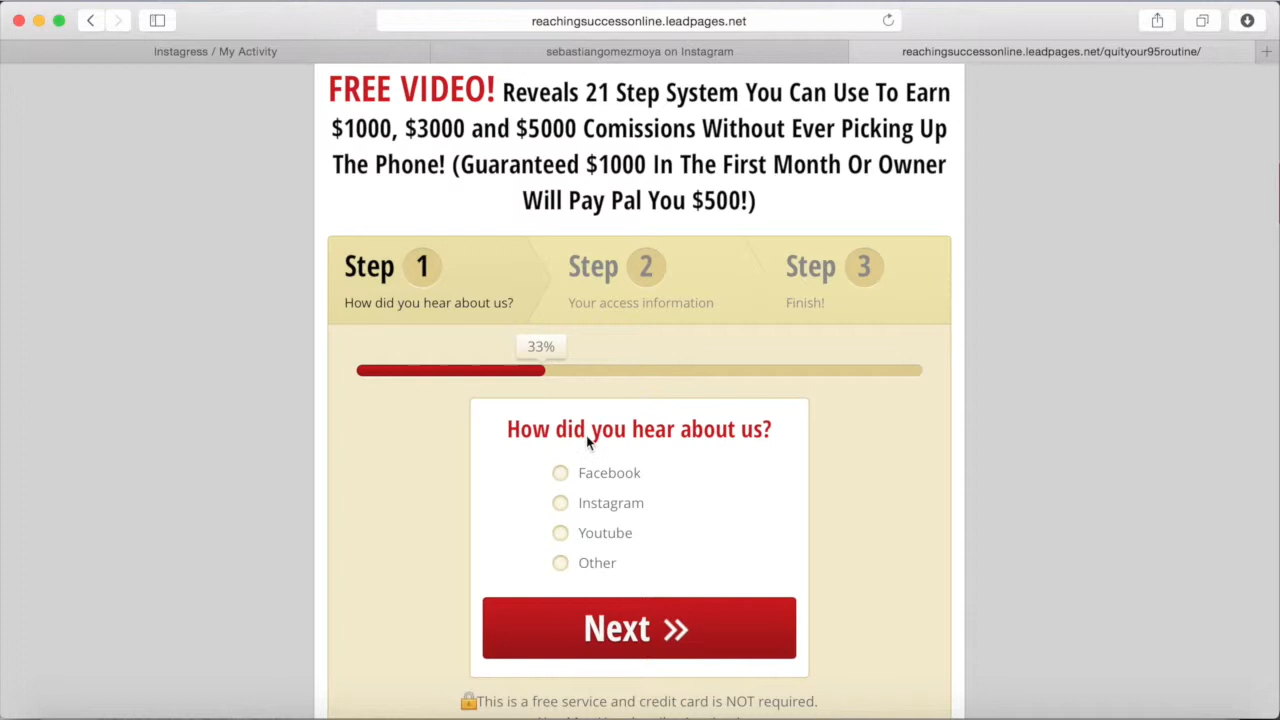 reachingsuccessonline.leadpages.net
Instagress / My Activity
sebastiangomezmoya on Instagram
reachingsuccessonline.leadpages.net/quityour95routine/
FREE VIDEO! Reveals 21 Step System You Can Use To Earn
$1000, $3000 and $5000 Comissions Without Ever Picking Up
The Phone! (Guaranteed $1000 In The First Month Or Owner
Will Pay Pal You $500!)
Step 1
How did you hear about us?
Step 2
Your access information
Step 3
Finish!
33%
How did you hear about us?
Facebook
Instagram
Youtube
Other
Next »
This is a free service and credit card is NOT required.